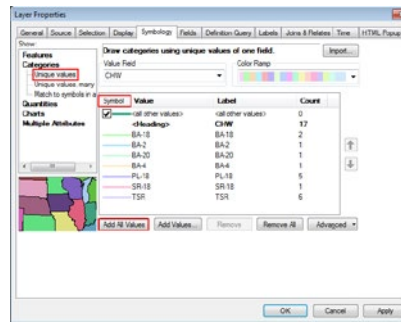 Layer Properties
General Source Selection Display Symbology Fields Definition Query Labels Joins & Relates Time HTML Popup
Show:
Features
Categories
Unique values
Unique values, many
Match to symbols in a
Quantities
Charts
Multiple Attributes
Draw categories using unique values of one field.
Import...
Value Field
Color Ramp
CHW
Symbol Value Label Count
<all other values> <all other values> 0
<Heading> CHW 17
BA-18 BA-18 2
BA-2 BA-2 1
BA-20 BA-20 1
BA-4 BA-4 1
PL-18 PL-18 5
SR-18 SR-18 1
TSR TSR 6
Add All Values Add Values... Remove Remove All Advanced
OK Cancel Apply